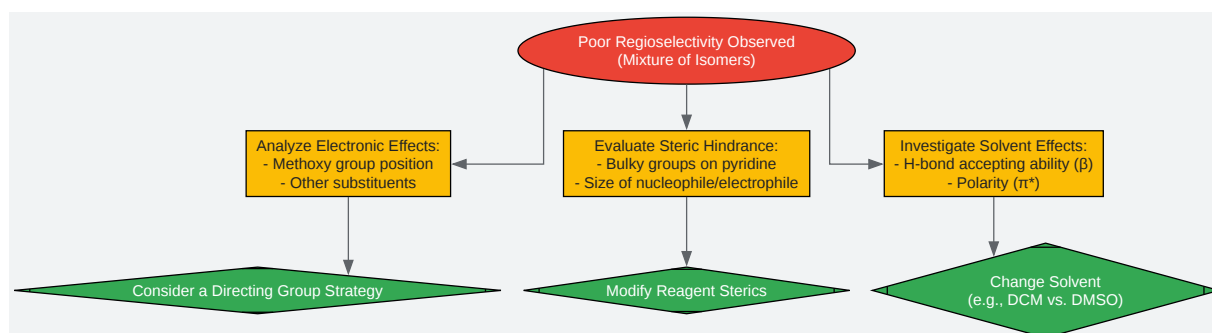 Poor Regioselectivity Observed
(Mixture of Isomers)
Analyze Electronic Effects:
- Methoxy group position
- Other substituents
Evaluate Steric Hindrance:
- Bulky groups on pyridine
- Size of nucleophile/electrophile
Investigate Solvent Effects:
- H-bond accepting ability (β)
- Polarity (π*)
Consider a Directing Group Strategy
Modify Reagent Sterics
Change Solvent
(e.g., DCM vs. DMSO)